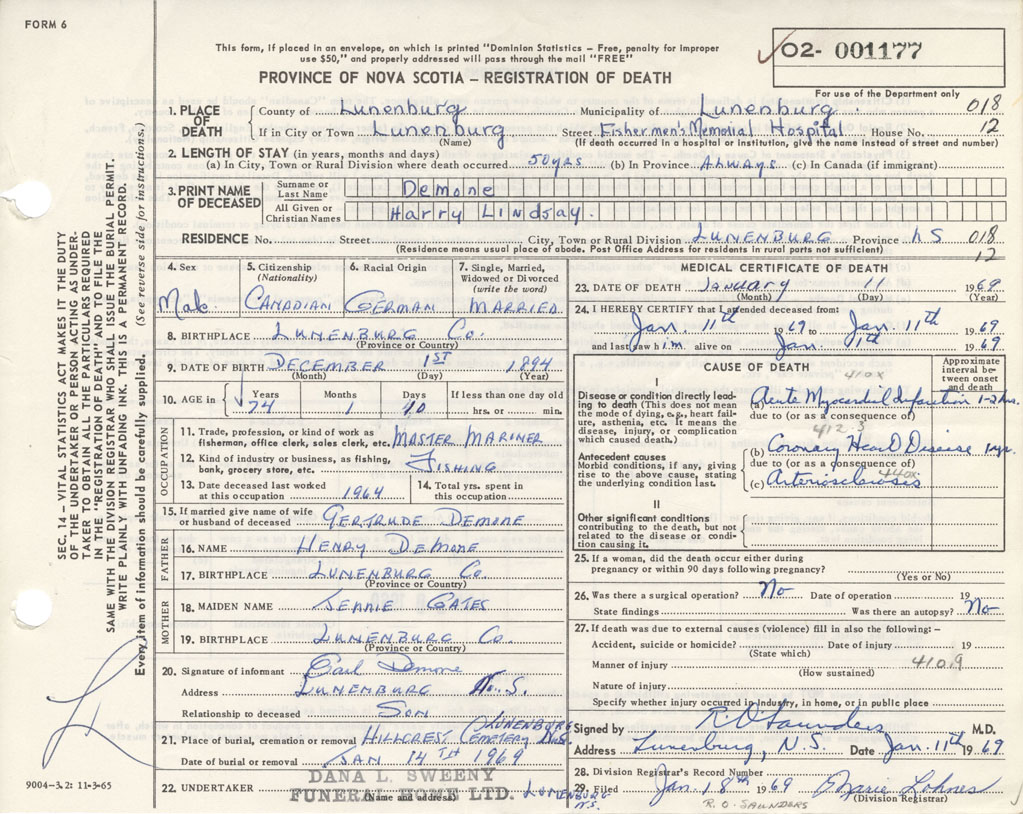 FORM 6
This form, if placed in an envelope, on which is printed "Dominion Statistics – Free, penalty for improper
use $50," and properly addressed will pass through the mail "FREE"
PROVINCE OF NOVA SCOTIA – REGISTRATION OF DEATH
02- 001177
For use of the Department only
018
12
1. PLACE OF DEATH
County of Lunenburg Municipality of Lunenburg
If in City or Town Lunenburg Street Fishermen's Memorial Hospital House No.
(Name) (If death occurred in a hospital or institution, give the name instead of street and number)
2. LENGTH OF STAY (in years, months and days)
(a) In City, Town or Rural Division where death occurred 50 yrs (b) In Province Always (c) In Canada (if immigrant)
3. PRINT NAME OF DECEASED
Surname or Last Name Demone
All Given or Christian Names Harry Lindsay.
RESIDENCE No. Street City, Town or Rural Division LUNENBURG Province NS 018
(Residence means usual place of abode. Post Office Address for residents in rural parts not sufficient) 12
SEC. 14 – VITAL STATISTICS ACT MAKES IT THE DUTY
OF THE UNDERTAKER OR PERSON ACTING AS UNDER-
TAKER TO OBTAIN ALL THE PARTICULARS REQUIRED
IN THE "REGISTRATION OF DEATH" AND TO FILE THE
SAME WITH THE DIVISION REGISTRAR WHO SHALL ISSUE THE BURIAL PERMIT.
WRITE PLAINLY WITH UNFADING INK. THIS IS A PERMANENT RECORD.
Every item of information should be carefully supplied. (See reverse side for instructions.)
4. Sex
Male
5. Citizenship
(Nationality)
CANADIAN
6. Racial Origin
GERMAN
7. Single, Married,
Widowed or Divorced
(write the word)
MARRIED
8. BIRTHPLACE LUNENBURG Co.
(Province or Country)
9. DATE OF BIRTH DECEMBER 1ST 1894
(Month) (Day) (Year)
10. AGE in Years Months Days If less than one day old
74 1 10 hrs. or min.
OCCUPATION
11. Trade, profession, or kind of work as
fisherman, office clerk, sales clerk, etc. MASTER MARINER
12. Kind of industry or business, as fishing,
bank, grocery store, etc. FISHING
13. Date deceased last worked
at this occupation 1964
14. Total yrs. spent in
this occupation
15. If married give name of wife
or husband of deceased GERTRUDE DEMONE
FATHER
16. NAME HENRY DEMONE
17. BIRTHPLACE LUNENBURG Co.
(Province or Country)
MOTHER
18. MAIDEN NAME JENNIE GATES
19. BIRTHPLACE LUNENBURG Co.
(Province or Country)
20. Signature of informant Earl Demone
Address LUNENBURG N.S.
Relationship to deceased SON
21. Place of burial, cremation or removal HILLCREST CEMETERY LUNENBURG N.S.
Date of burial or removal JAN 14TH 1969
22. UNDERTAKER DANA L. SWEENY
FUNERAL HOME LTD. LUNENBURG N.S.
(Name and address)
9004-3.2: 11-3-65
MEDICAL CERTIFICATE OF DEATH
23. DATE OF DEATH January 11 1969
(Month) (Day) (Year)
24. I HEREBY CERTIFY that I attended deceased from:
Jan. 11th 1969 to Jan. 11th 1969
and last saw him alive on Jan. 11th 1969
CAUSE OF DEATH
Approximate
interval be-
tween onset
and death
410X
I
Disease or condition directly lead-
ing to death (This does not mean
the mode of dying, e.g., heart failure,
asthenia, etc. It means the
disease, injury, or complication
which caused death.)
(a) Acute Myocardial Infarction 1-2 hrs.
due to (or as a consequence of)
412.3
Antecedent causes
Morbid conditions, if any, giving
rise to the above cause, stating
the underlying condition last.
(b) Coronary Heart Disease 1 yr.
due to (or as a consequence of)
440X
(c) Arteriosclerosis
II
Other significant conditions
contributing to the death, but not
related to the disease or condi-
tion causing it.
25. If a woman, did the death occur either during
pregnancy or within 90 days following pregnancy?
(Yes or No)
26. Was there a surgical operation? No Date of operation 19
State findings Was there an autopsy? No
27. If death was due to external causes (violence) fill in also the following: –
Accident, suicide or homicide? Date of injury 19
(State which) 410.9
Manner of injury
(How sustained)
Nature of injury
Specify whether injury occurred in industry, in home, or in public place
Signed by R.O. Saunders M.D.
Address Lunenburg, N.S. Date Jan. 11th 1969
28. Division Registrar's Record Number
29. Filed Jan. 18th 1969 Marie Lohnes
(Division Registrar)
R. O. SAUNDERS